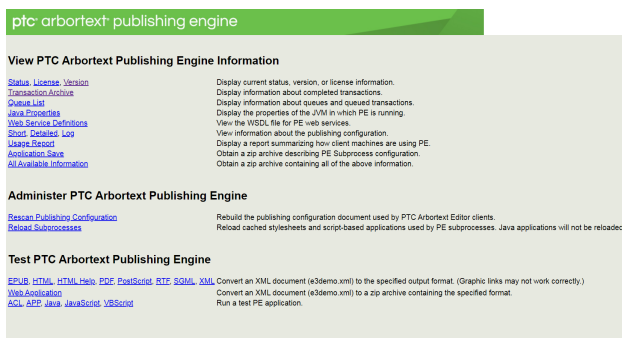 ptc® arbortext® publishing engine
View PTC Arbortext Publishing Engine Information
Status, License, Version Display current status, version, or license information.
Transaction Archive Display information about completed transactions.
Queue List Display information about queues and queued transactions.
Java Properties Display the properties of the JVM in which PE is running.
Web Service Definitions View the WSDL file for PE web services.
Short, Detailed, Log View information about the publishing configuration.
Usage Report Display a report summarizing how client machines are using PE.
Application Save Obtain a zip archive describing PE Subprocess configuration.
All Available Information Obtain a zip archive containing all of the above information.
Administer PTC Arbortext Publishing Engine
Rescan Publishing Configuration Rebuild the publishing configuration document used by PTC Arbortext Editor clients.
Reload Subprocesses Reload cached stylesheets and script-based applications used by PE subprocesses. Java applications will not be reloaded
Test PTC Arbortext Publishing Engine
EPUB, HTML, HTML Help, PDF, PostScript, RTF, SGML, XML Convert an XML document (e3demo.xml) to the specified output format. (Graphic links may not work correctly.)
Web Application Convert an XML document (e3demo.xml) to a zip archive containing the specified format.
ACL, APP, Java, JavaScript, VBScript Run a test PE application.